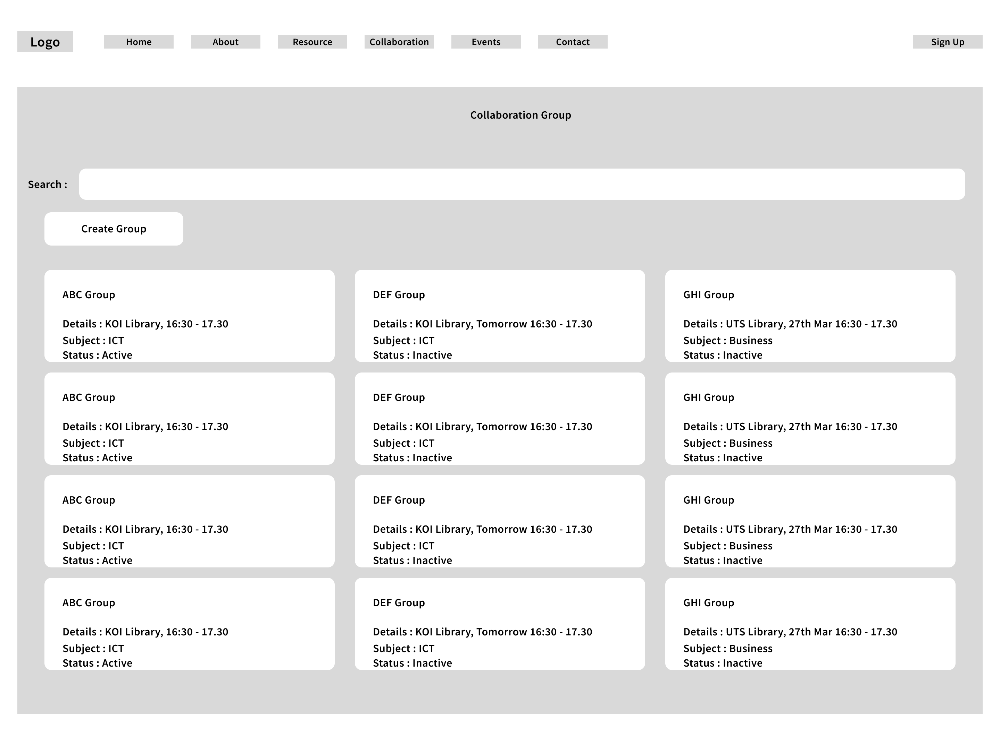 Logo
Home
About
Resource
Collaboration
Events
Contact
Sign Up
Collaboration Group
Search :
Create Group
ABC Group
Details : KOI Library, 16:30 - 17.30
Subject : ICT
Status : Active
DEF Group
Details : KOI Library, Tomorrow 16:30 - 17.30
Subject : ICT
Status : Inactive
GHI Group
Details : UTS Library, 27th Mar 16:30 - 17.30
Subject : Business
Status : Inactive
ABC Group
Details : KOI Library, 16:30 - 17.30
Subject : ICT
Status : Active
DEF Group
Details : KOI Library, Tomorrow 16:30 - 17.30
Subject : ICT
Status : Inactive
GHI Group
Details : UTS Library, 27th Mar 16:30 - 17.30
Subject : Business
Status : Inactive
ABC Group
Details : KOI Library, 16:30 - 17.30
Subject : ICT
Status : Active
DEF Group
Details : KOI Library, Tomorrow 16:30 - 17.30
Subject : ICT
Status : Inactive
GHI Group
Details : UTS Library, 27th Mar 16:30 - 17.30
Subject : Business
Status : Inactive
ABC Group
Details : KOI Library, 16:30 - 17.30
Subject : ICT
Status : Active
DEF Group
Details : KOI Library, Tomorrow 16:30 - 17.30
Subject : ICT
Status : Inactive
GHI Group
Details : UTS Library, 27th Mar 16:30 - 17.30
Subject : Business
Status : Inactive